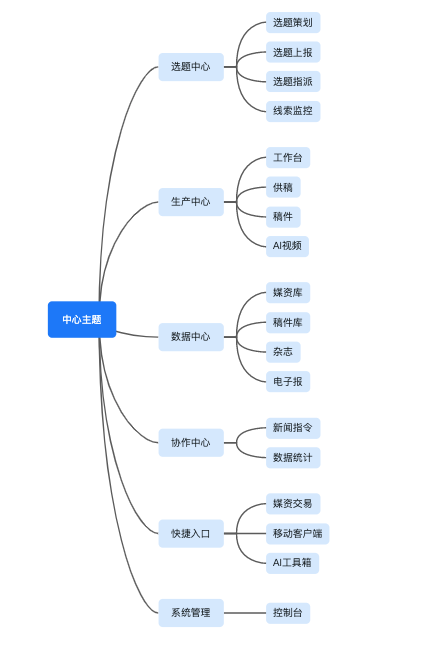 中心主题
选题中心
选题策划
选题上报
选题指派
线索监控
生产中心
工作台
供稿
稿件
AI视频
数据中心
媒资库
稿件库
杂志
电子报
协作中心
新闻指令
数据统计
快捷入口
媒资交易
移动客户端
AI工具箱
系统管理
控制台